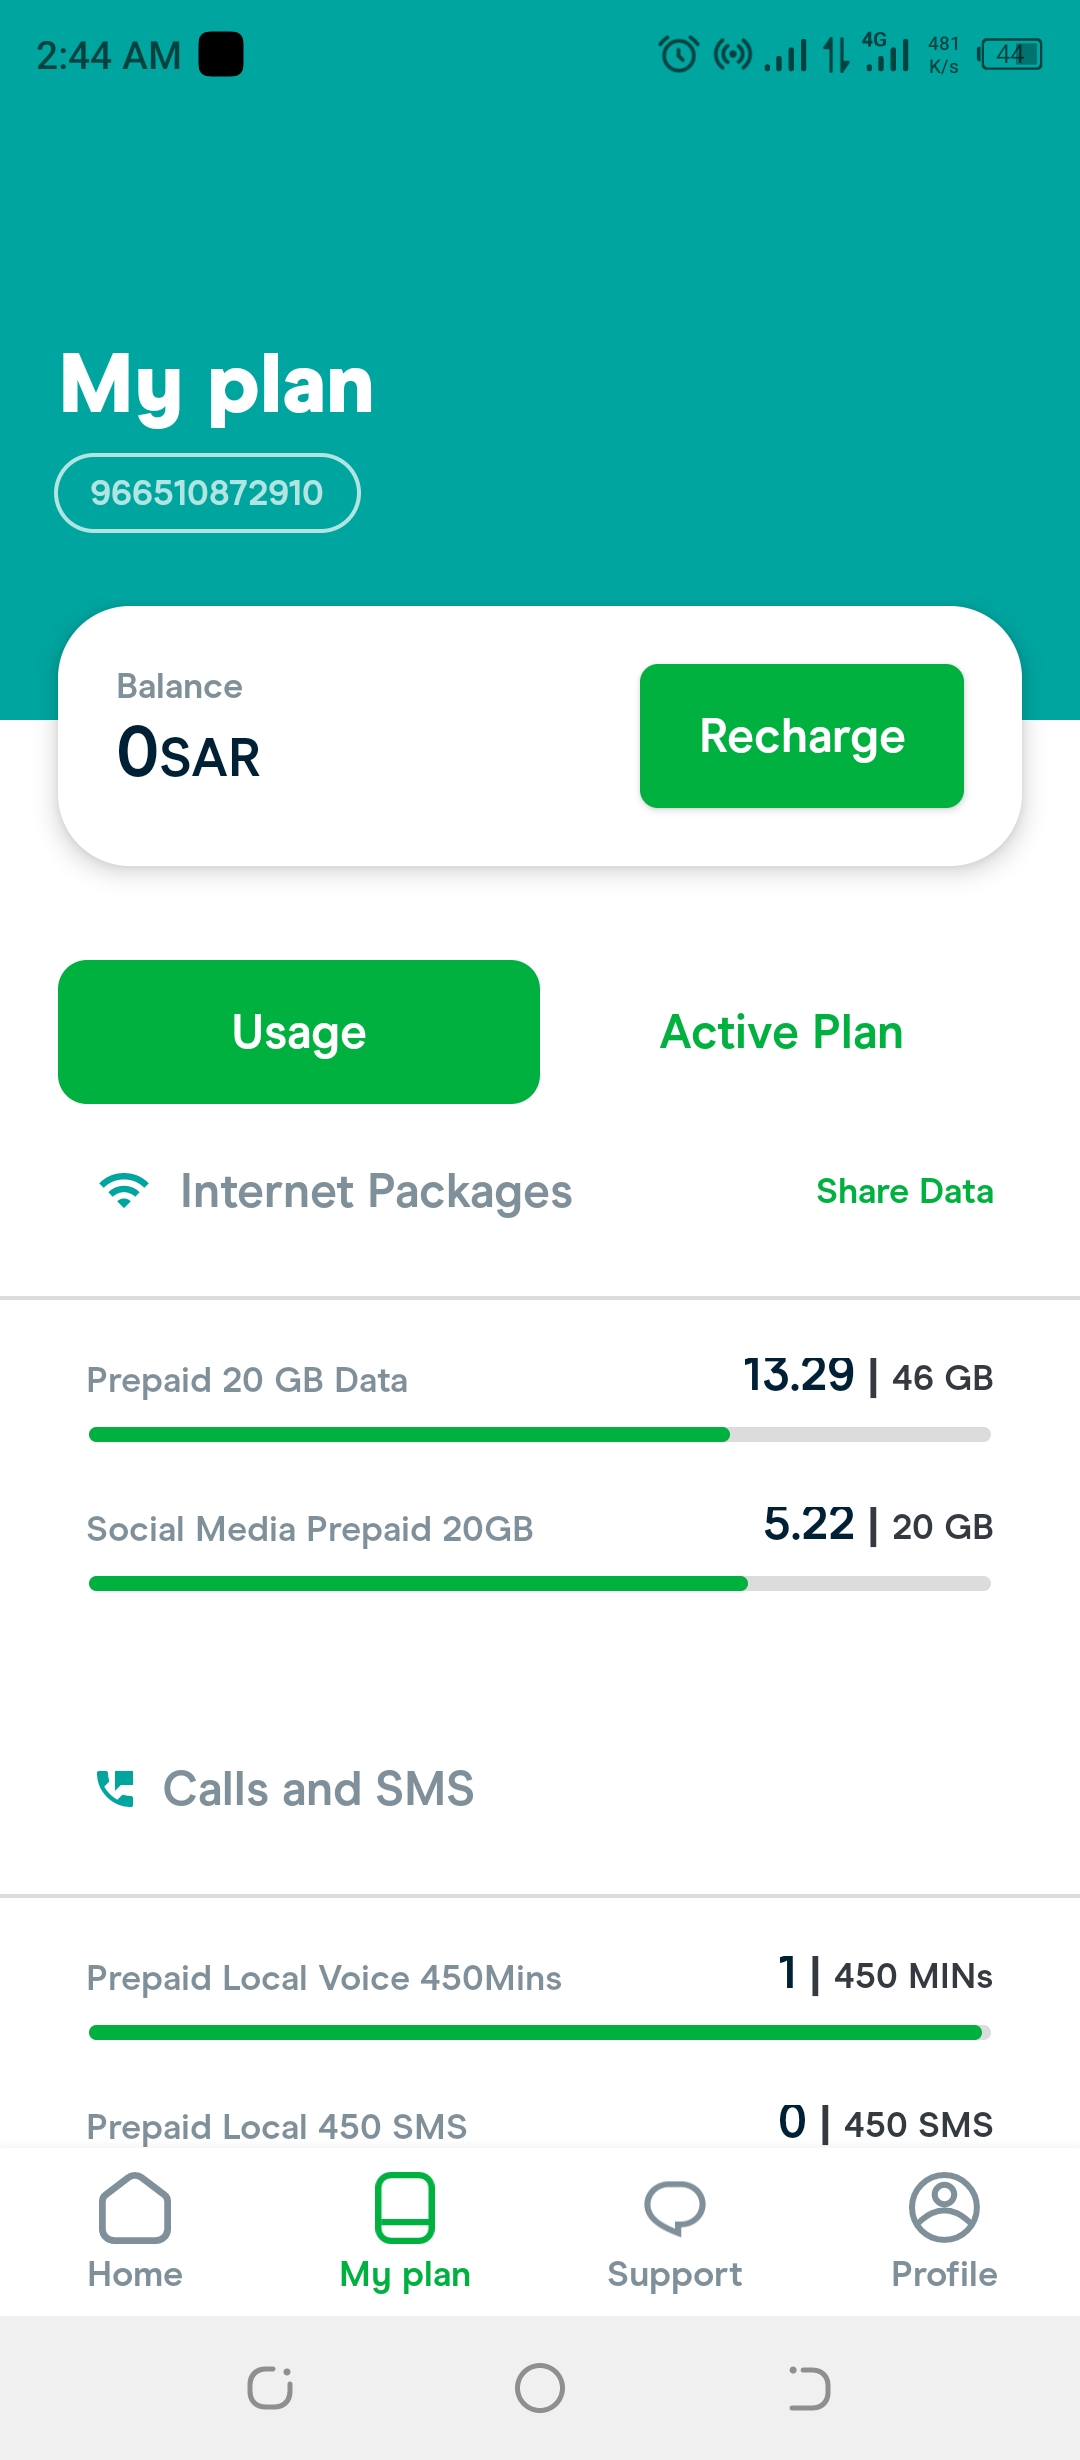 2:44 AM
4G
481
K/s
44
My plan
966510872910
Balance
0SAR
Recharge
Usage
Active Plan
Internet Packages
Share Data
Prepaid 20 GB Data
13.29 | 46 GB
Social Media Prepaid 20GB
5.22 | 20 GB
Calls and SMS
Prepaid Local Voice 450Mins
1 | 450 MINs
Prepaid Local 450 SMS
0 | 450 SMS
Home
My plan
Support
Profile